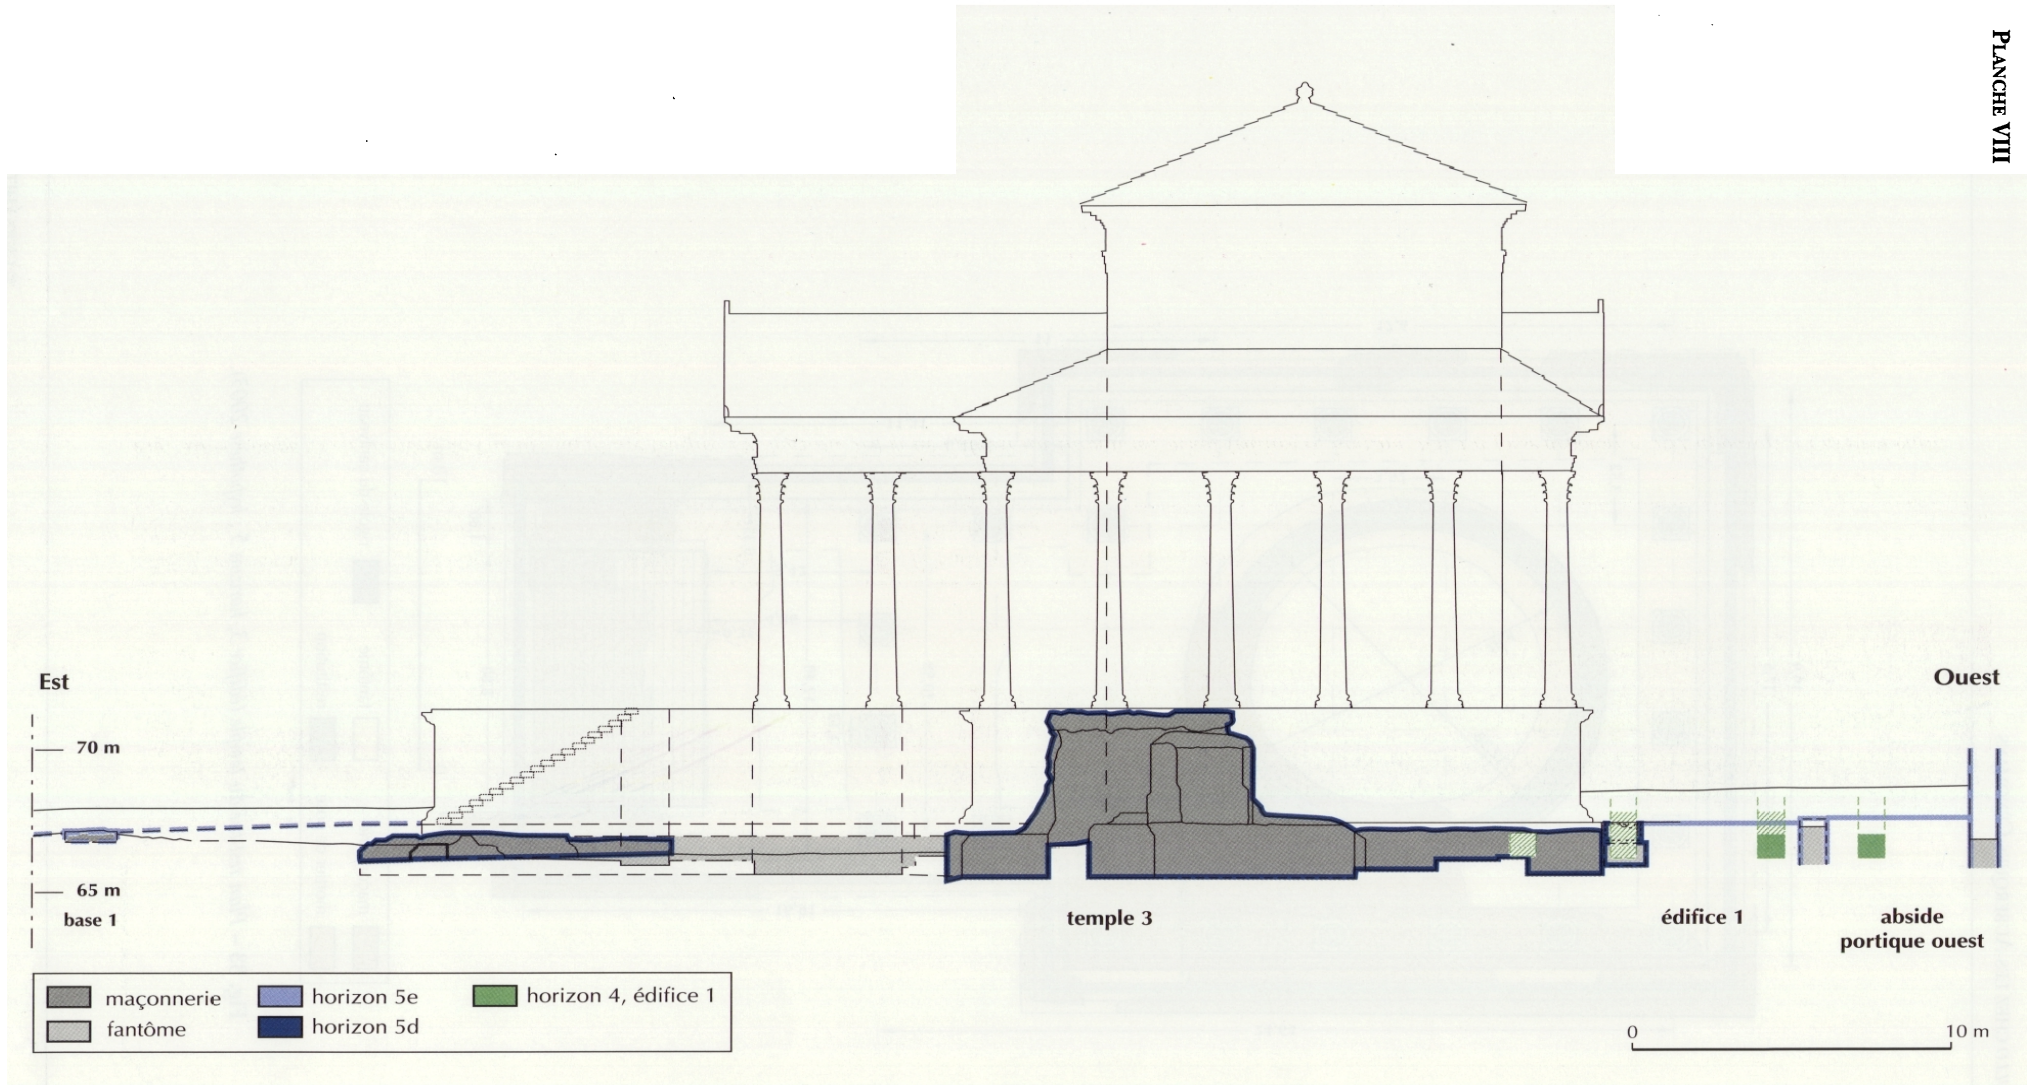 PLANCHE VIII
Est
Ouest
70 m
65 m
base 1
temple 3
édifice 1
abside
portique ouest
maçonnerie
horizon 5e
horizon 4, édifice 1
fantôme
horizon 5d
0
10 m